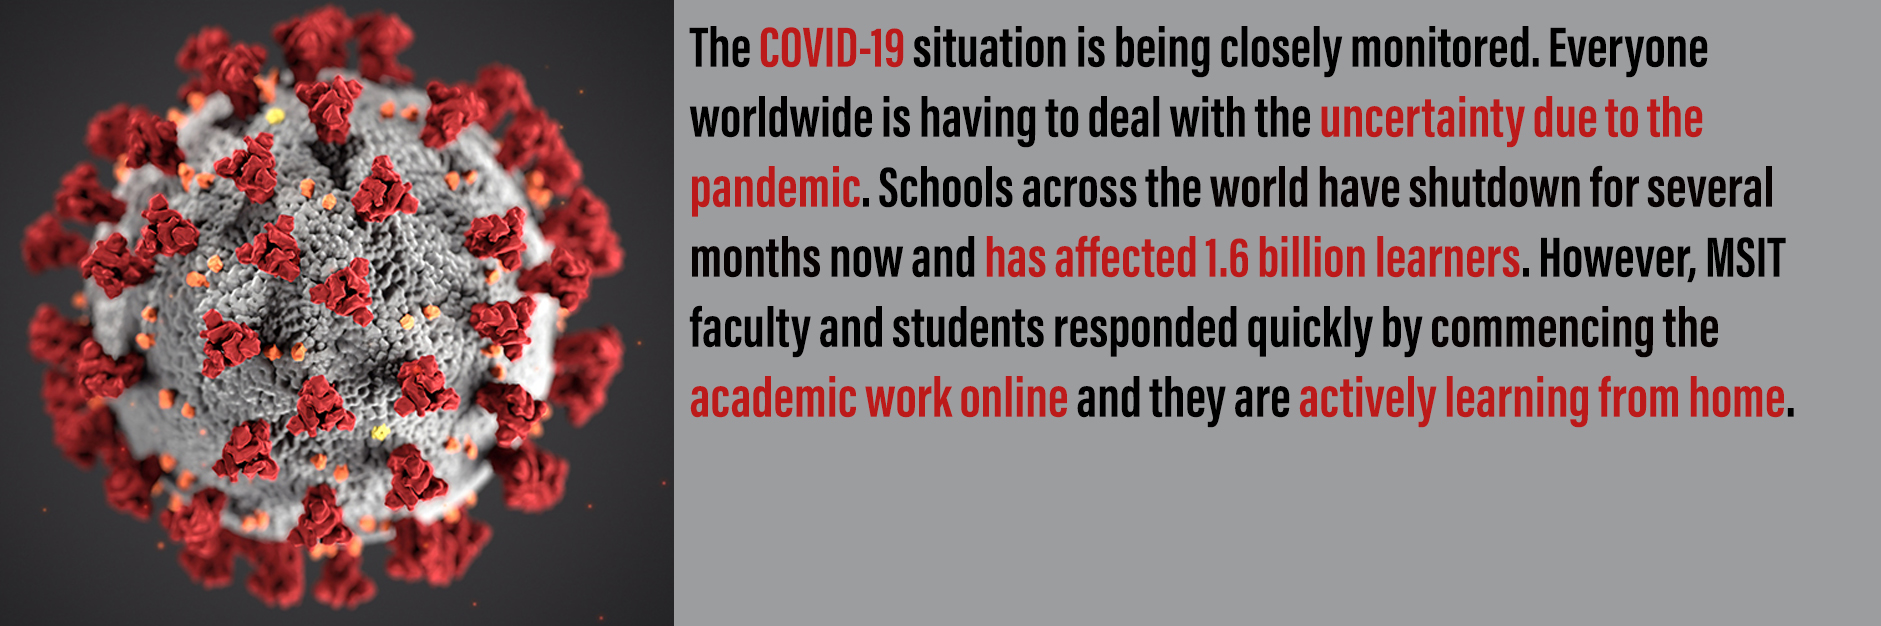 The COVID-19 situation is being closely monitored. Everyone
worldwide is having to deal with the uncertainty due to the
pandemic. Schools across the world have shutdown for several
months now and has affected 1.6 billion learners. However, MSIT
faculty and students responded quickly by commencing the
academic work online and they are actively learning from home.